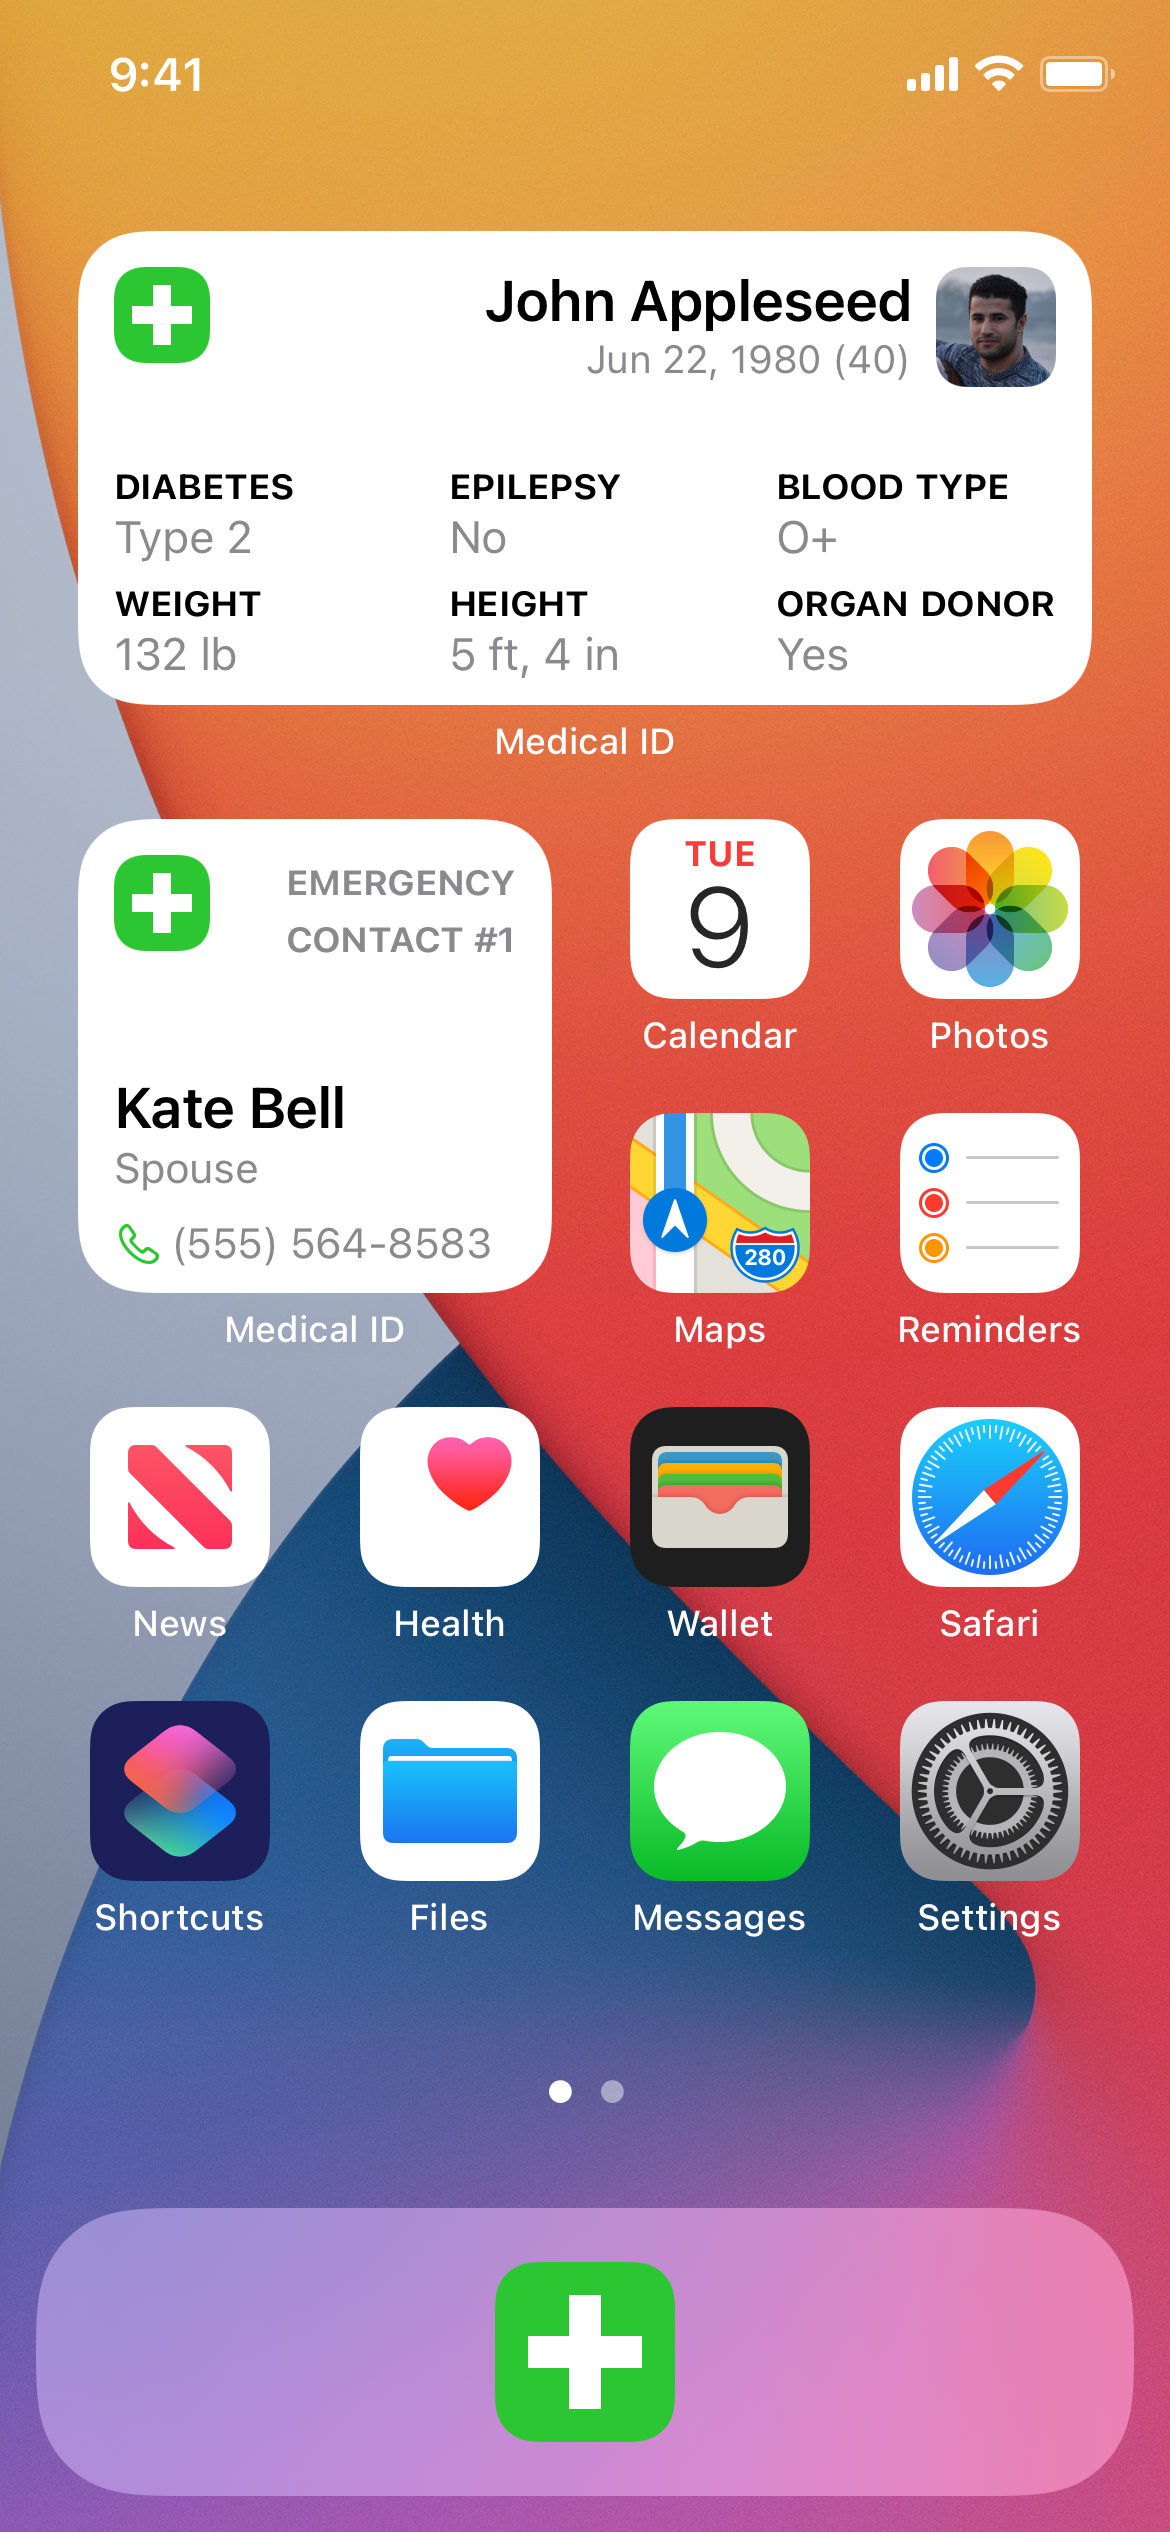 9:41
John Appleseed
Jun 22, 1980 (40)
DIABETES EPILEPSY BLOOD TYPE
Type 2 No O+
WEIGHT HEIGHT ORGAN DONOR
132 lb 5 ft, 4 in Yes
Medical ID
EMERGENCY
CONTACT #1
Kate Bell
Spouse
(555) 564-8583
Medical ID
TUE
9
Calendar Photos
280
Maps Reminders
News Health Wallet Safari
Shortcuts Files Messages Settings